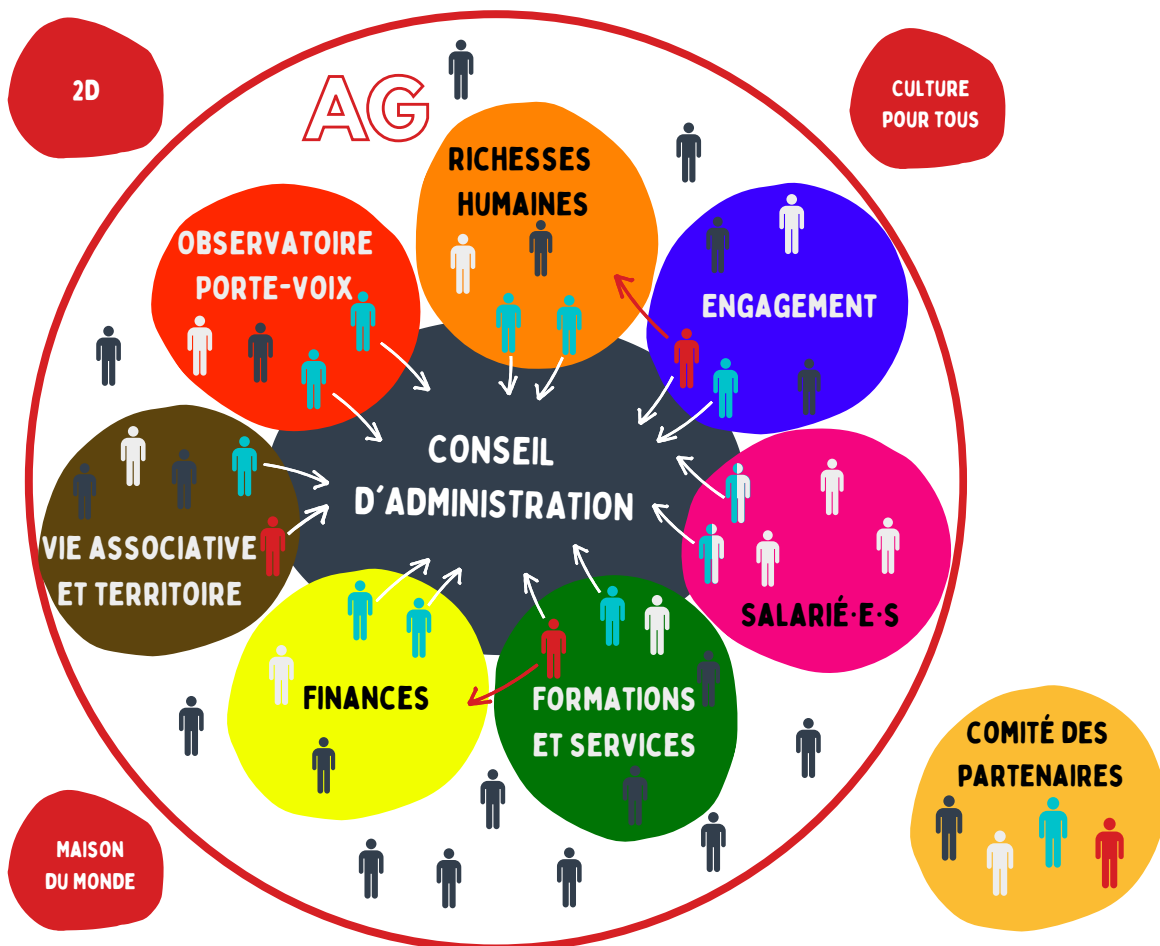 2D
AG
CULTURE
POUR TOUS
RICHESSES
HUMAINES
OBSERVATOIRE
PORTE-VOIX
ENGAGEMENT
CONSEIL
D'ADMINISTRATION
VIE ASSOCIATIVE
ET TERRITOIRE
SALARIÉ·E·S
FINANCES
FORMATIONS
ET SERVICES
COMITÉ DES
PARTENAIRES
MAISON
DU MONDE